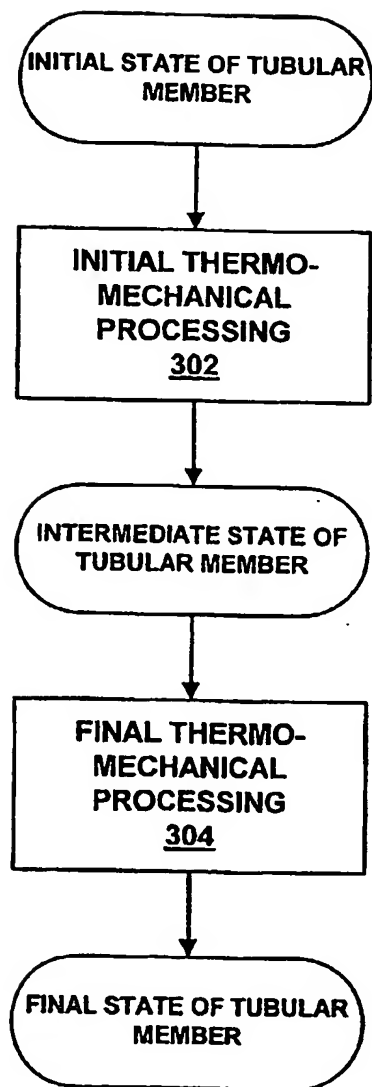 INITIAL STATE OF TUBULAR
MEMBER
INITIAL THERMO-
MECHANICAL
PROCESSING
302
INTERMEDIATE STATE OF
TUBULAR MEMBER
FINAL THERMO-
MECHANICAL
PROCESSING
304
FINAL STATE OF TUBULAR
MEMBER